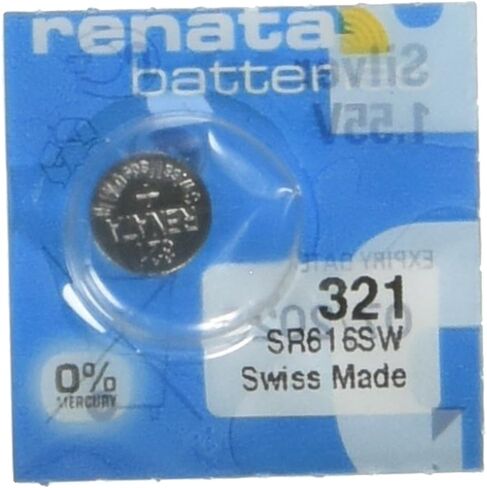 renata
batter
Silver
1.55V
EXPIRY DATE
321
SR616SW
Swiss Made
0%
MERCURY